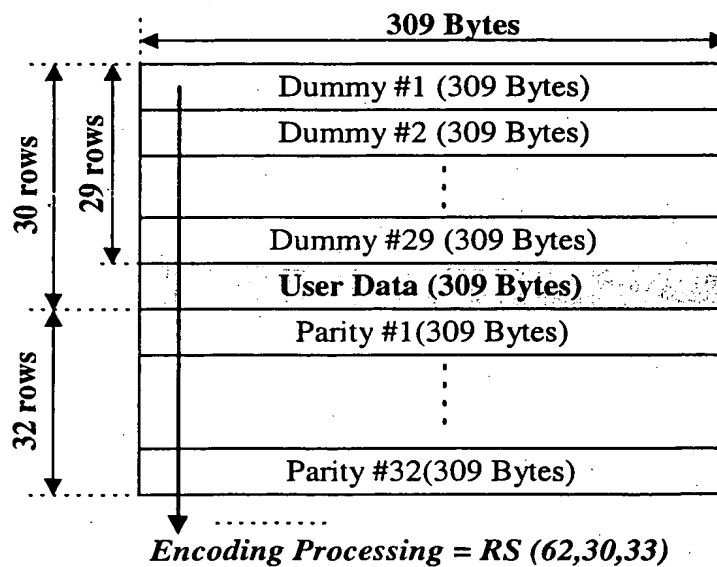 309 Bytes
Dummy #1 (309 Bytes)
Dummy #2 (309 Bytes)
Dummy #29 (309 Bytes)
User Data (309 Bytes)
Parity #1(309 Bytes)
Parity #32(309 Bytes)
30 rows
29 rows
32 rows
Encoding Processing = RS (62,30,33)